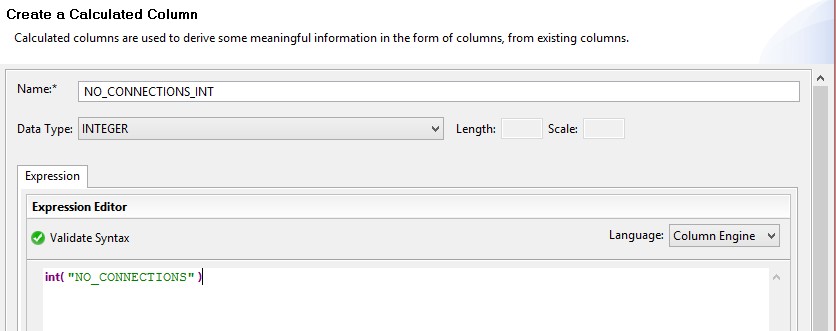 Create a Calculated Column
Calculated columns are used to derive some meaningful information in the form of columns, from existing columns.
Name:* NO_CONNECTIONS_INT
Data Type: INTEGER Length: Scale:
Expression
Expression Editor
Validate Syntax Language: Column Engine
int( "NO_CONNECTIONS" )